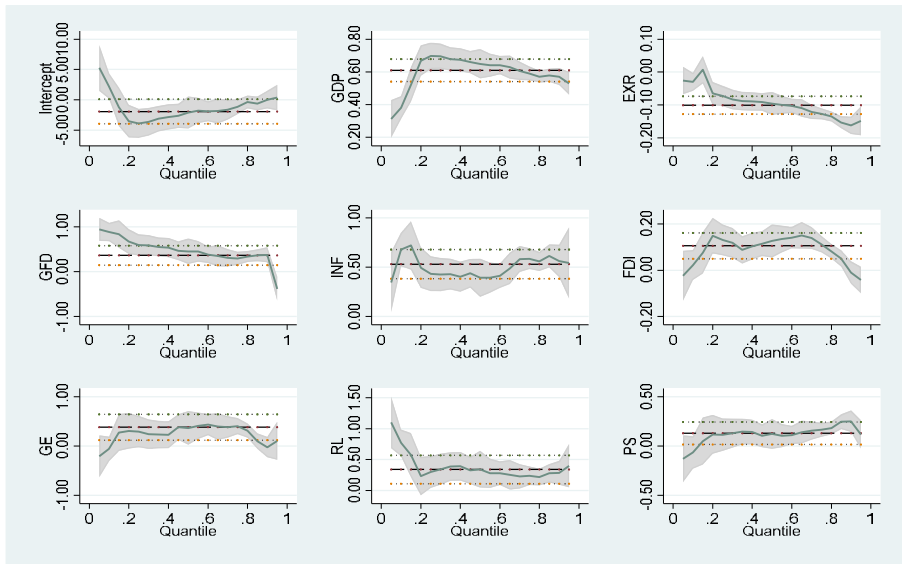 Intercept
-5.00 0.00 5.00 10.00
0 .2 .4 .6 .8 1
Quantile
GDP
0.20 0.40 0.60 0.80
0 .2 .4 .6 .8 1
Quantile
EXR
-0.20 -0.10 0.00 0.10
0 .2 .4 .6 .8 1
Quantile
GFD
-1.00 0.00 1.00
0 .2 .4 .6 .8 1
Quantile
INF
0.00 0.50 1.00
0 .2 .4 .6 .8 1
Quantile
FDI
-0.20 0.00 0.20
0 .2 .4 .6 .8 1
Quantile
GE
-1.00 0.00 1.00
0 .2 .4 .6 .8 1
Quantile
RL
0.00 0.50 1.00 1.50
0 .2 .4 .6 .8 1
Quantile
PS
-0.50 0.00 0.50
0 .2 .4 .6 .8 1
Quantile